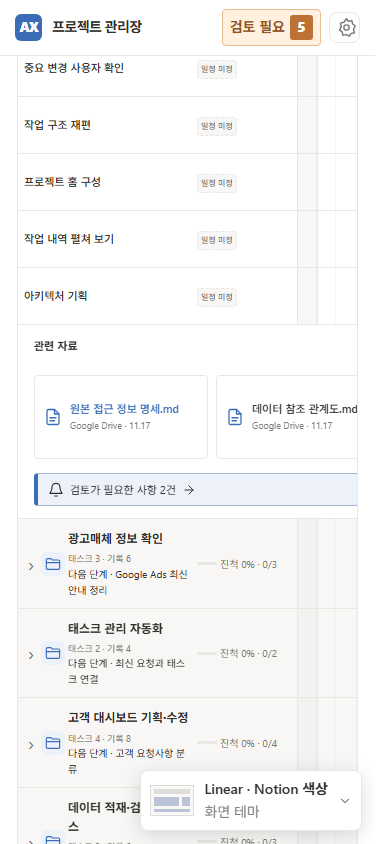 AX 프로젝트 관리장 검토 필요 5
중요 변경 사용자 확인 일정 미정
작업 구조 재편 일정 미정
프로젝트 홈 구성 일정 미정
작업 내역 펼쳐 보기 일정 미정
아키텍처 기획 일정 미정
관련 자료
원본 접근 정보 명세.md
Google Drive · 11.17
데이터 참조 관계도.md
Google Drive · 11.17
검토가 필요한 사항 2건 →
광고매체 정보 확인
태스크 3 · 기록 6
다음 단계 · Google Ads 최신
안내 정리
진척 0% · 0/3
태스크 관리 자동화
태스크 2 · 기록 4
다음 단계 · 최신 요청과 태스
크 연결
진척 0% · 0/2
고객 대시보드 기획·수정
태스크 4 · 기록 8
다음 단계 · 고객 요청사항 분
류
진척 0% · 0/4
데이터 적재·검
스
Linear · Notion 색상
화면 테마